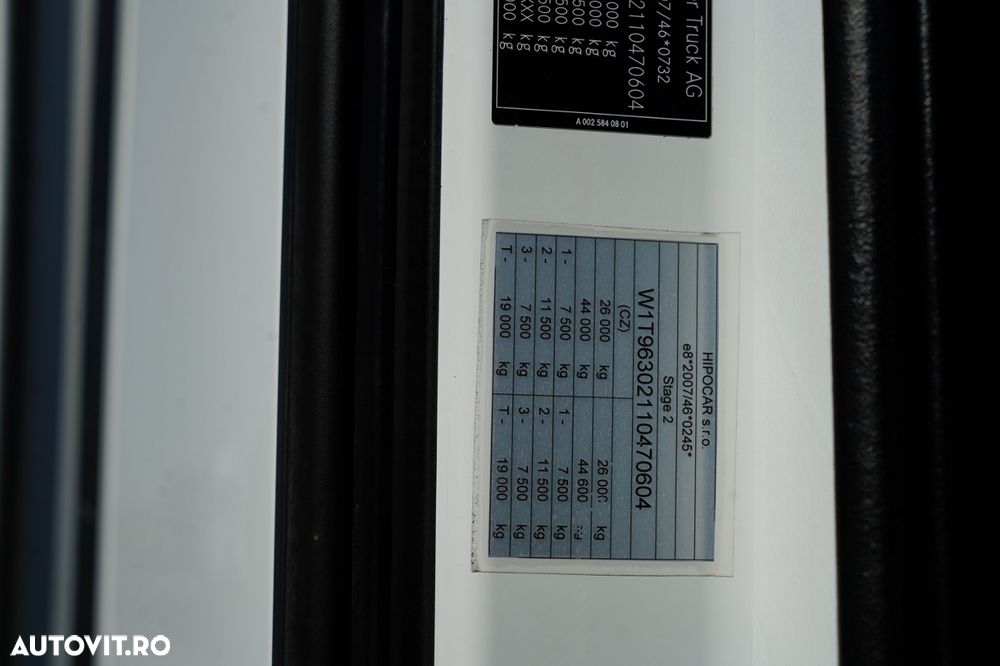 r Truck AG
07/46*0732
2110470604
000 kg
000 kg
500 kg
500 kg
500 kg
XXX kg
000 kg
A 002 584 08 01
HIPOCAR s.r.o.
e8*2007/46*0245*
Stage 2
W1T96302110470604
(CZ)
26 000 kg 26 000 kg
44 000 kg 44 600 kg
1 - 7 500 kg 1 - 7 500 kg
2 - 11 500 kg 2 - 11 500 kg
3 - 7 500 kg 3 - 7 500 kg
T - 19 000 kg T - 19 000 kg
AUTOVIT.RO